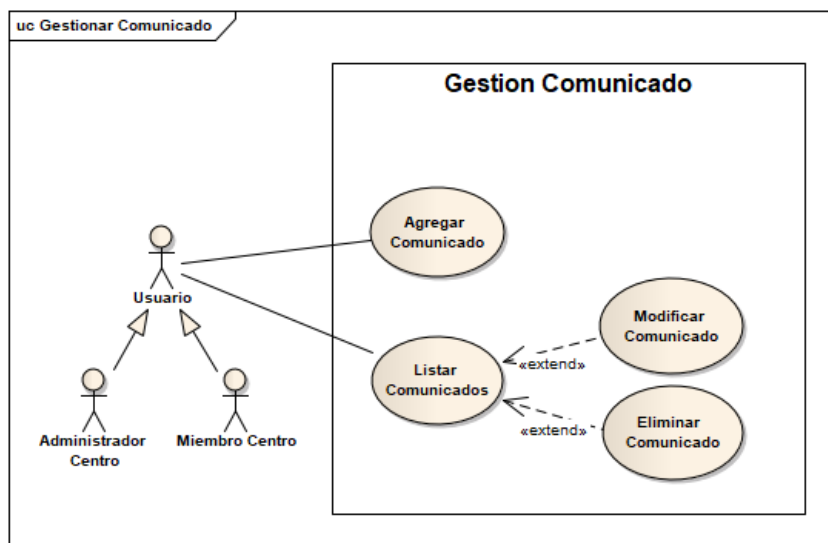 uc Gestionar Comunicado
Gestion Comunicado
Agregar
Comunicado
Usuario
Modificar
Comunicado
Listar
Comunicados
«extend»
«extend»
Eliminar
Comunicado
Administrador
Centro
Miembro Centro